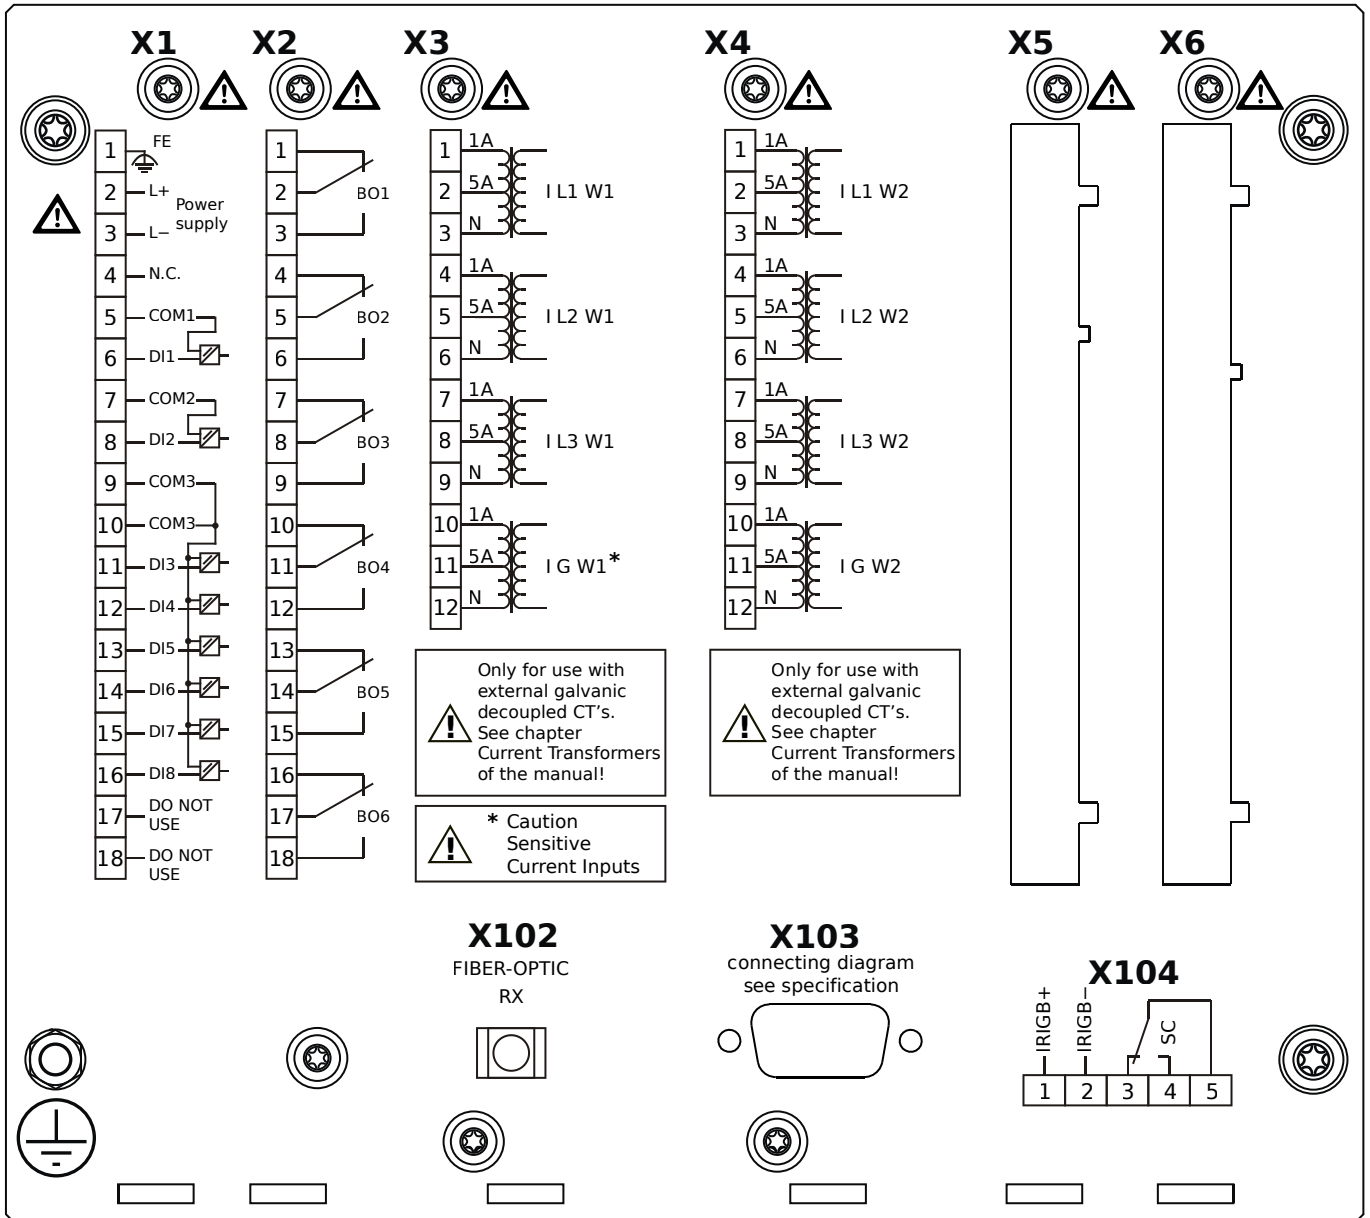 X1
X2
X3
X4
X5
X6
1 FE
2 L+
Power
supply
3 L−
4 N.C.
5 COM1
6 DI1
7 COM2
8 DI2
9 COM3
10 COM3
11 DI3
12 DI4
13 DI5
14 DI6
15 DI7
16 DI8
17 DO NOT
USE
18 DO NOT
USE
1
2 BO1
3
4
5 BO2
6
7
8 BO3
9
10
11 BO4
12
13
14 BO5
15
16
17 BO6
18
1 1A
2 5A I L1 W1
3 N
4 1A
5 5A I L2 W1
6 N
7 1A
8 5A I L3 W1
9 N
10 1A
11 5A I G W1*
12 N
Only for use with
external galvanic
decoupled CT's.
See chapter
Current Transformers
of the manual!
* Caution
Sensitive
Current Inputs
1 1A
2 5A I L1 W2
3 N
4 1A
5 5A I L2 W2
6 N
7 1A
8 5A I L3 W2
9 N
10 1A
11 5A I G W2
12 N
Only for use with
external galvanic
decoupled CT's.
See chapter
Current Transformers
of the manual!
X102
FIBER-OPTIC
RX
X103
connecting diagram
see specification
X104
IRIGB+
IRIGB−
SC
1 2 3 4 5